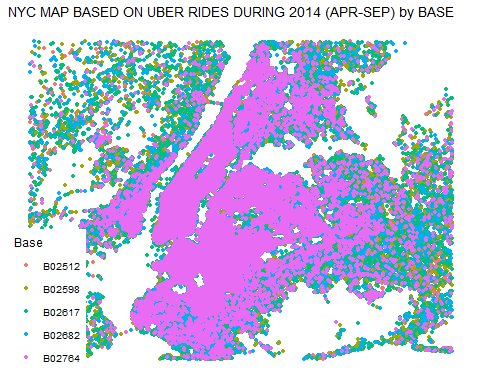 NYC MAP BASED ON UBER RIDES DURING 2014 (APR-SEP) by BASE
Base
B02512
B02598
B02617
B02682
B02764